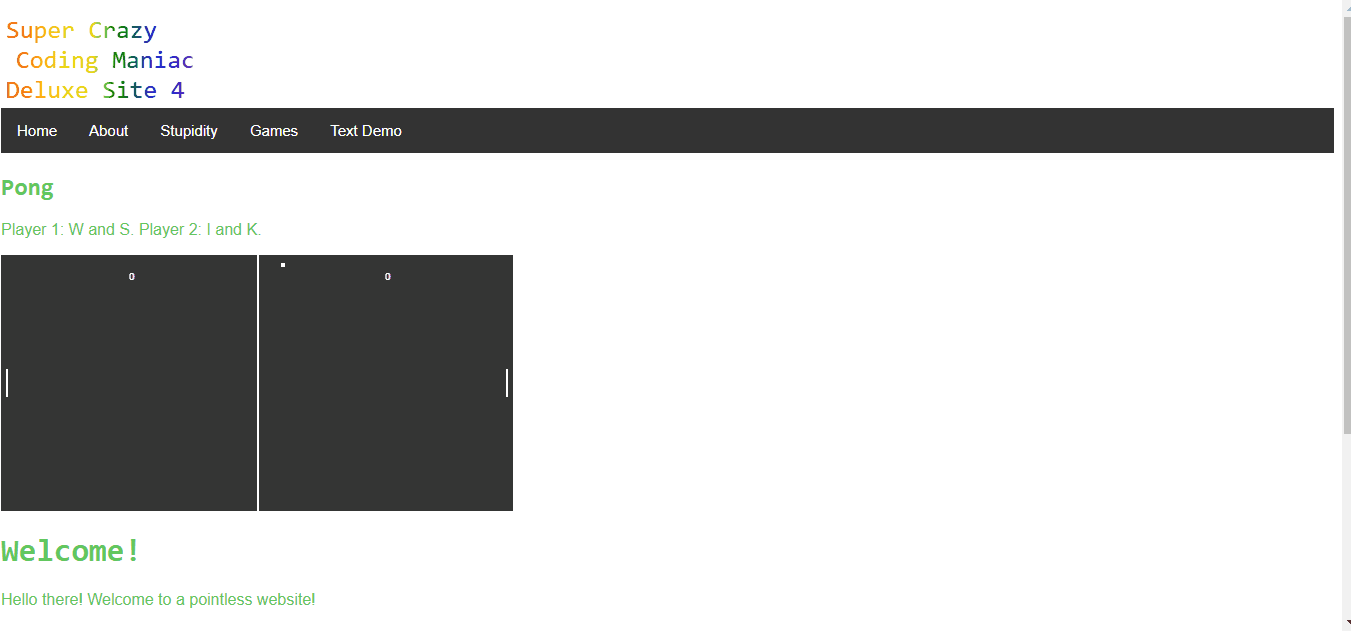 Super Crazy
Coding Maniac
Deluxe Site 4
Home About Stupidity Games Text Demo
Pong
Player 1: W and S. Player 2: I and K.
0 0
Welcome!
Hello there! Welcome to a pointless website!